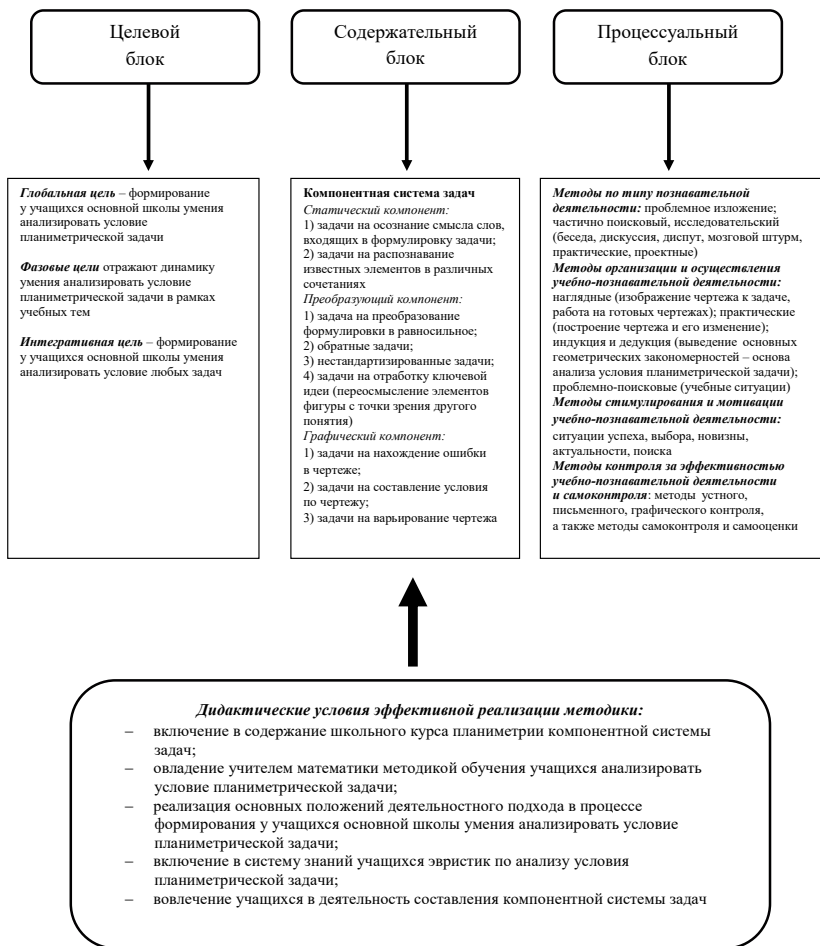 Целевой
блок
Содержательный
блок
Процессуальный
блок
Глобальная цель – формирование
у учащихся основной школы умения
анализировать условие
планиметрической задачи
Фазовые цели отражают динамику
умения анализировать условие
планиметрической задачи в рамках
учебных тем
Интегративная цель – формирование
у учащихся основной школы умения
анализировать условие любых задач
Компонентная система задач
Статический компонент:
1) задачи на осознание смысла слов,
входящих в формулировку задачи;
2) задачи на распознавание
известных элементов в различных
сочетаниях
Преобразующий компонент:
1) задача на преобразование
формулировки в равносильное;
2) обратные задачи;
3) нестандартизированные задачи;
4) задачи на отработку ключевой
идеи (переосмысление элементов
фигуры с точки зрения другого
понятия)
Графический компонент:
1) задачи на нахождение ошибки
в чертеже;
2) задачи на составление условия
по чертежу;
3) задачи на варьирование чертежа
Методы по типу познавательной
деятельности: проблемное изложение;
частично поисковый, исследовательский
(беседа, дискуссия, диспут, мозговой штурм,
практические, проектные)
Методы организации и осуществления
учебно-познавательной деятельности:
наглядные (изображение чертежа к задаче,
работа на готовых чертежах); практические
(построение чертежа и его изменение);
индукция и дедукция (выведение основных
геометрических закономерностей – основа
анализа условия планиметрической задачи);
проблемно-поисковые (учебные ситуации)
Методы стимулирования и мотивации
учебно-познавательной деятельности:
ситуации успеха, выбора, новизны,
актуальности, поиска
Методы контроля за эффективностью
учебно-познавательной деятельности
и самоконтроля: методы устного,
письменного, графического контроля,
а также методы самоконтроля и самооценки
Дидактические условия эффективной реализации методики:
– включение в содержание школьного курса планиметрии компонентной системы
задач;
– овладение учителем математики методикой обучения учащихся анализировать
условие планиметрической задачи;
– реализация основных положений деятельностного подхода в процессе
формирования у учащихся основной школы умения анализировать условие
планиметрической задачи;
– включение в систему знаний учащихся эвристик по анализу условия
планиметрической задачи;
– вовлечение учащихся в деятельность составления компонентной системы задач